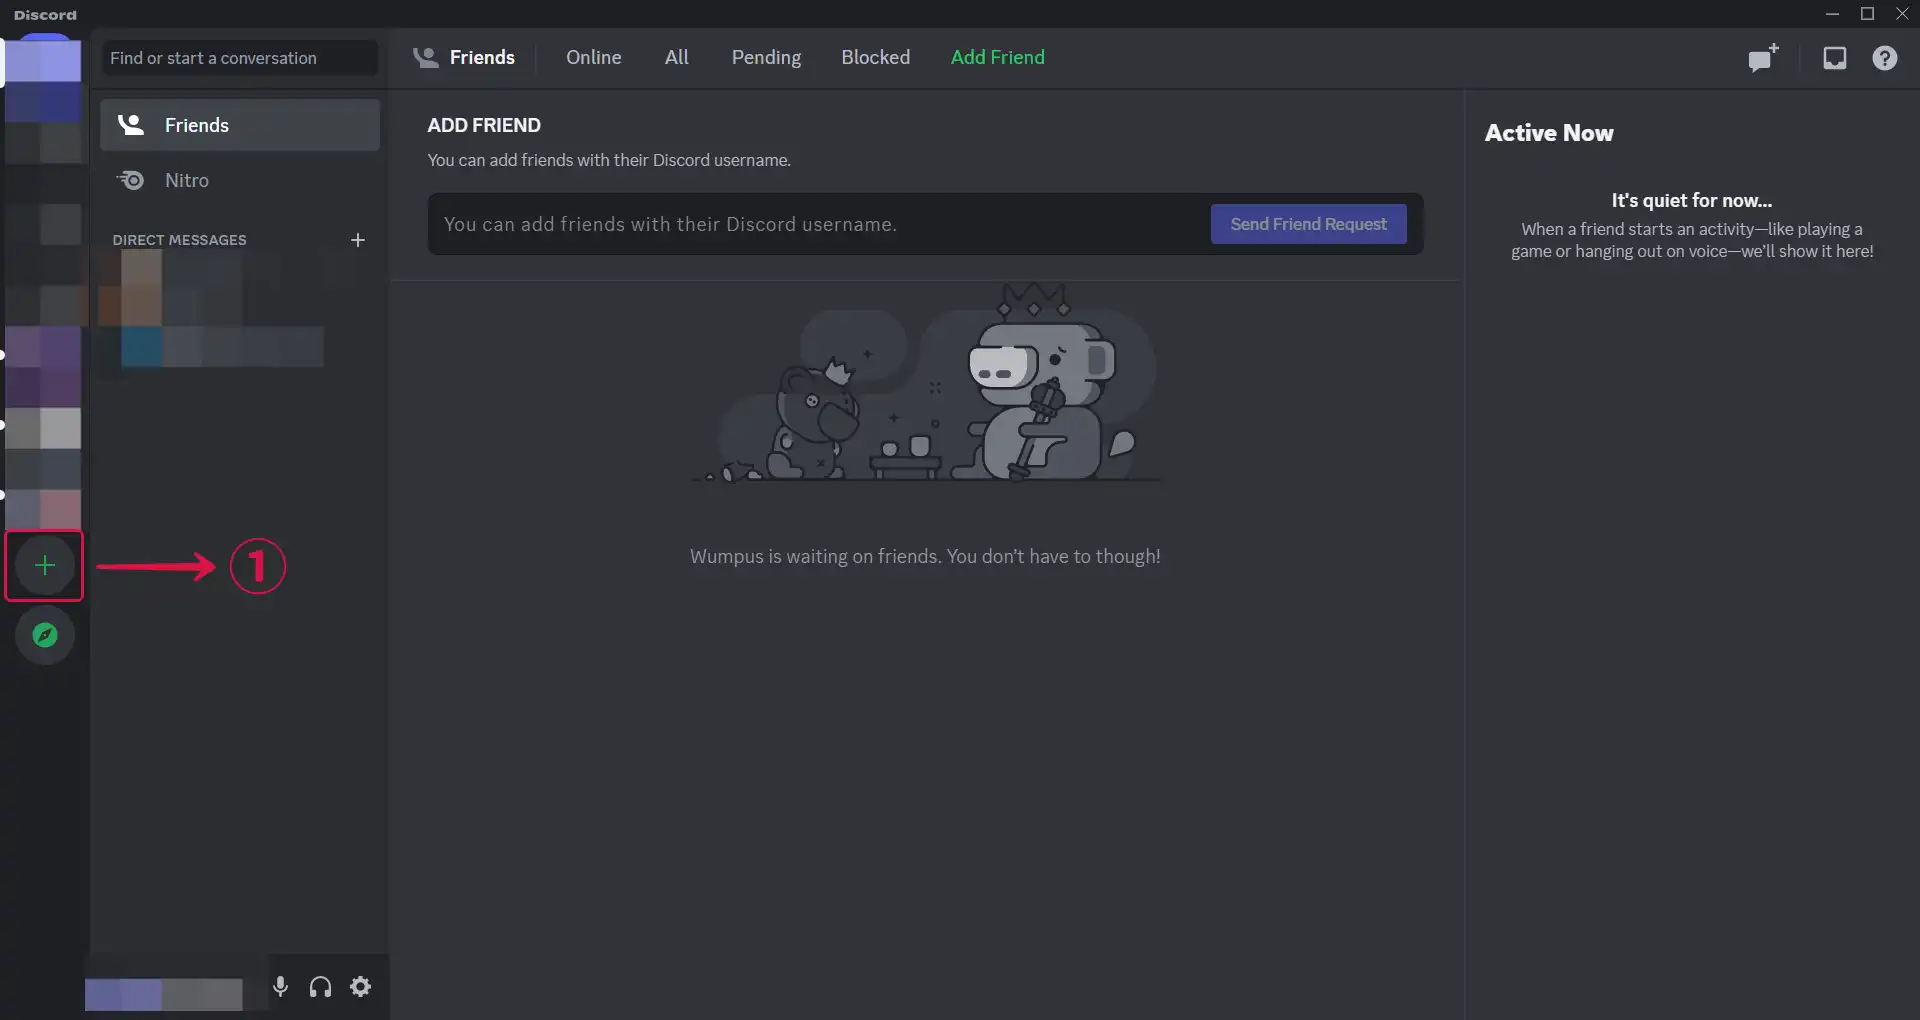 Discord
Find or start a conversation
Friends
Online
All
Pending
Blocked
Add Friend
Friends
Nitro
DIRECT MESSAGES
ADD FRIEND
You can add friends with their Discord username.
You can add friends with their Discord username.
Send Friend Request
Wumpus is waiting on friends. You don't have to though!
Active Now
It's quiet for now...
When a friend starts an activity—like playing a
game or hanging out on voice—we'll show it here!
1